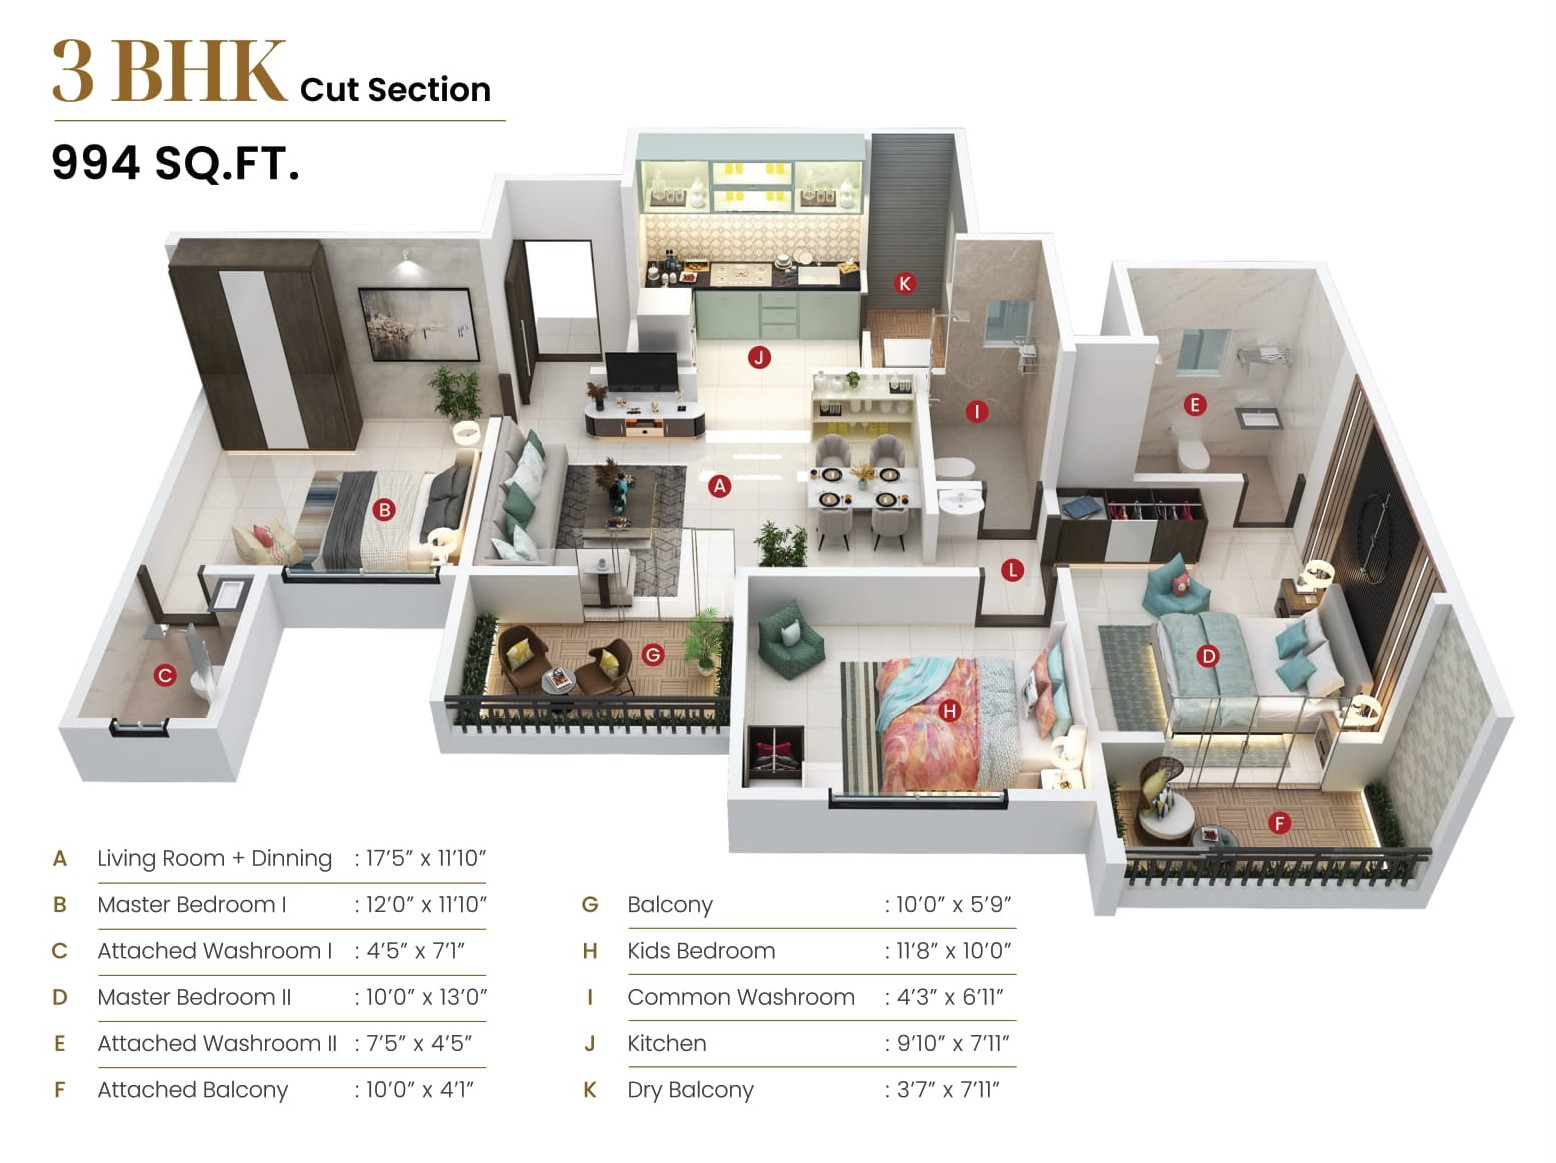 3 BHK Cut Section
994 SQ.FT.
K
J
I
E
A
B
L
G
D
C
H
F
A Living Room + Dinning : 17'5” x 11'10”
B Master Bedroom I : 12'0” x 11'10”
C Attached Washroom I : 4'5” x 7'1”
D Master Bedroom II : 10'0” x 13'0”
E Attached Washroom II : 7'5” x 4'5”
F Attached Balcony : 10'0” x 4'1”
G Balcony : 10'0” x 5'9”
H Kids Bedroom : 11'8” x 10'0”
I Common Washroom : 4'3” x 6'11”
J Kitchen : 9'10” x 7'11”
K Dry Balcony : 3'7” x 7'11”